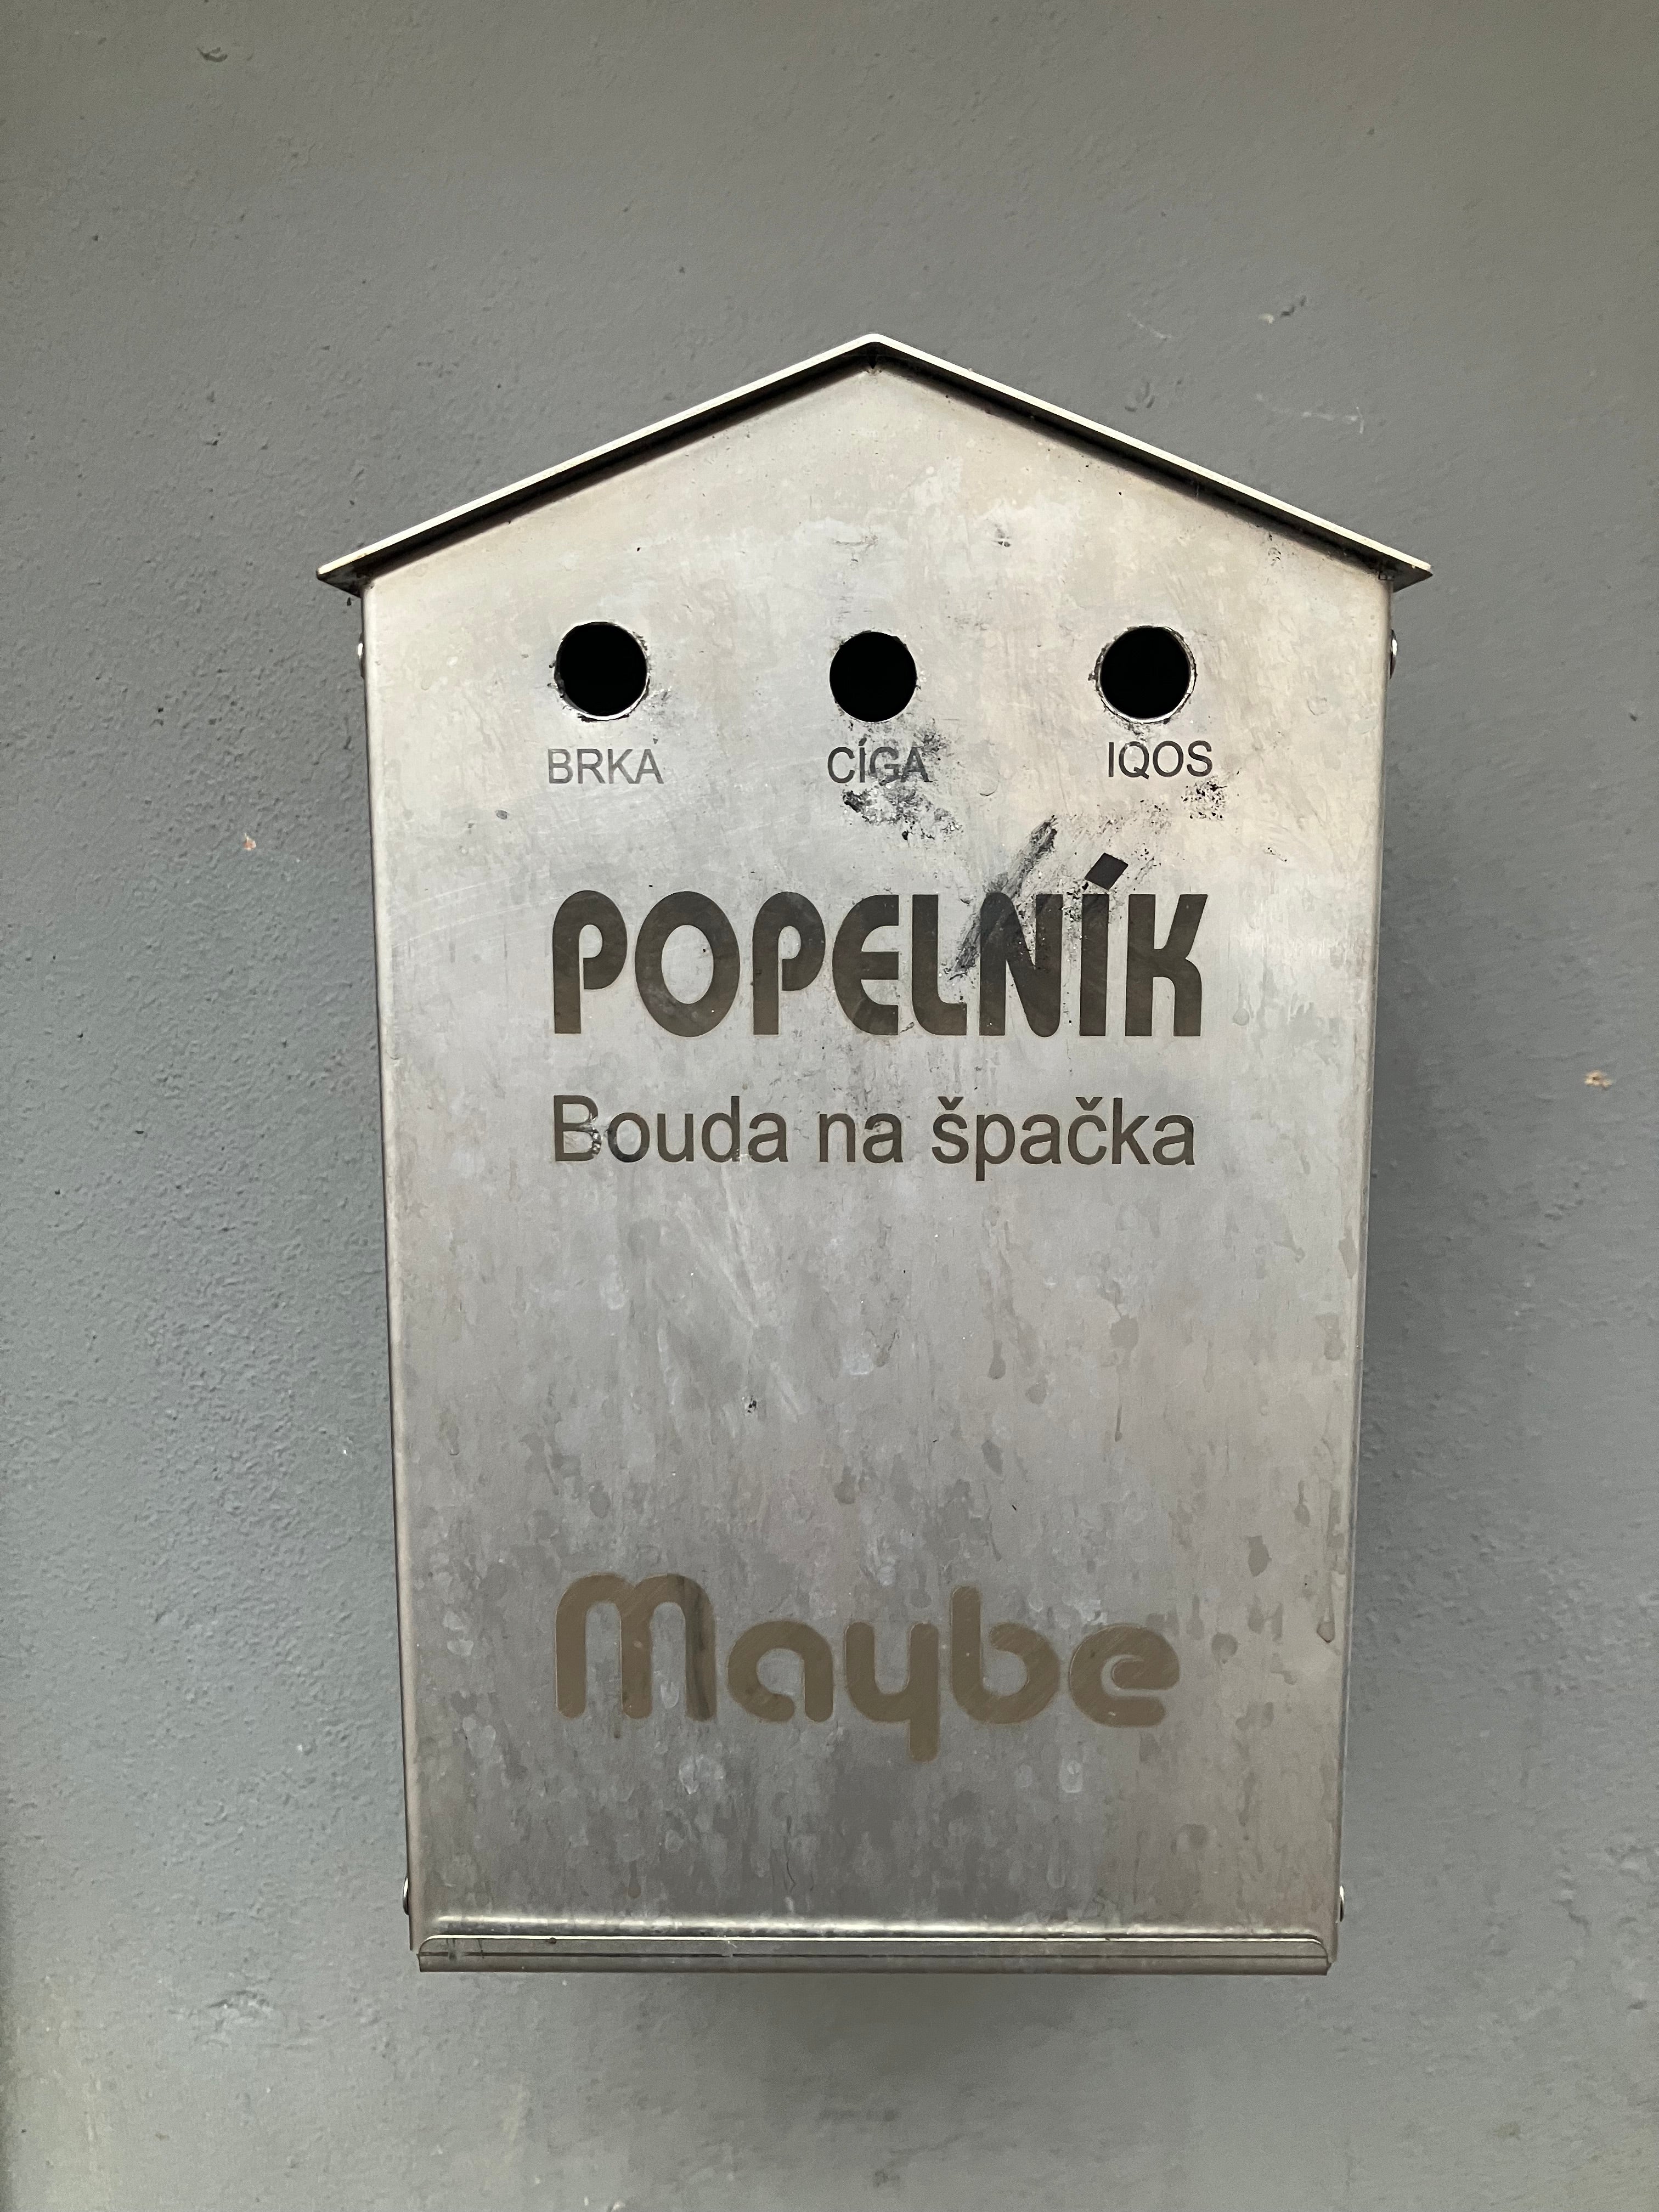 BRKA CÍGA IQOS
POPELNÍK
Bouda na špačka
Maybe